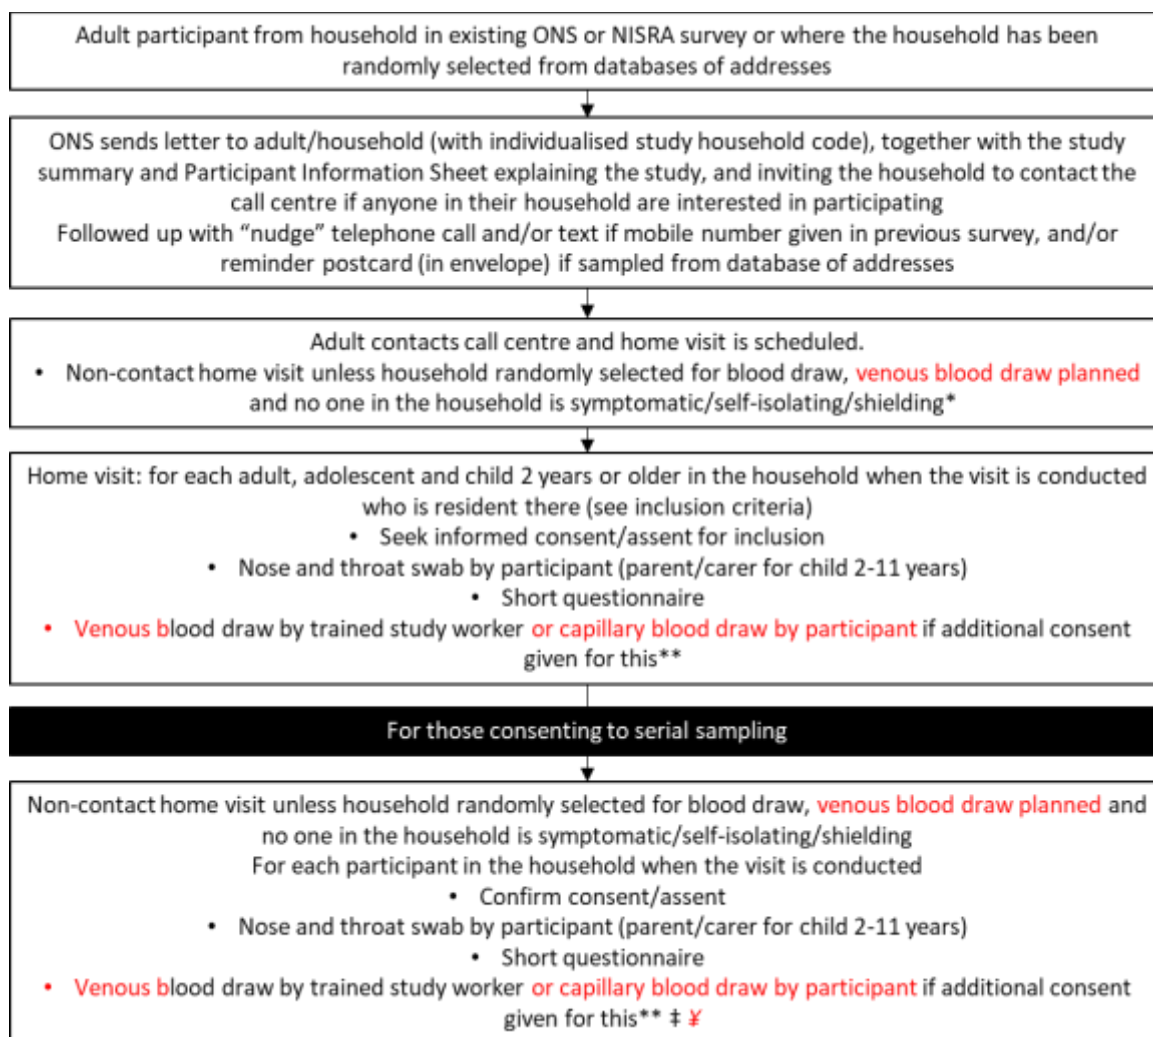 Adult participant from household in existing ONS or NISRA survey or where the household has been
randomly selected from databases of addresses
ONS sends letter to adult/household (with individualised study household code), together with the study
summary and Participant Information Sheet explaining the study, and inviting the household to contact the
call centre if anyone in their household are interested in participating
Followed up with “nudge” telephone call and/or text if mobile number given in previous survey, and/or
reminder postcard (in envelope) if sampled from database of addresses
Adult contacts call centre and home visit is scheduled.
• Non-contact home visit unless household randomly selected for blood draw, venous blood draw planned
and no one in the household is symptomatic/self-isolating/shielding*
Home visit: for each adult, adolescent and child 2 years or older in the household when the visit is conducted
who is resident there (see inclusion criteria)
• Seek informed consent/assent for inclusion
• Nose and throat swab by participant (parent/carer for child 2-11 years)
• Short questionnaire
• Venous blood draw by trained study worker or capillary blood draw by participant if additional consent
given for this**
For those consenting to serial sampling
Non-contact home visit unless household randomly selected for blood draw, venous blood draw planned and
no one in the household is symptomatic/self-isolating/shielding
For each participant in the household when the visit is conducted
• Confirm consent/assent
• Nose and throat swab by participant (parent/carer for child 2-11 years)
• Short questionnaire
• Venous blood draw by trained study worker or capillary blood draw by participant if additional consent
given for this** ‡ ¥